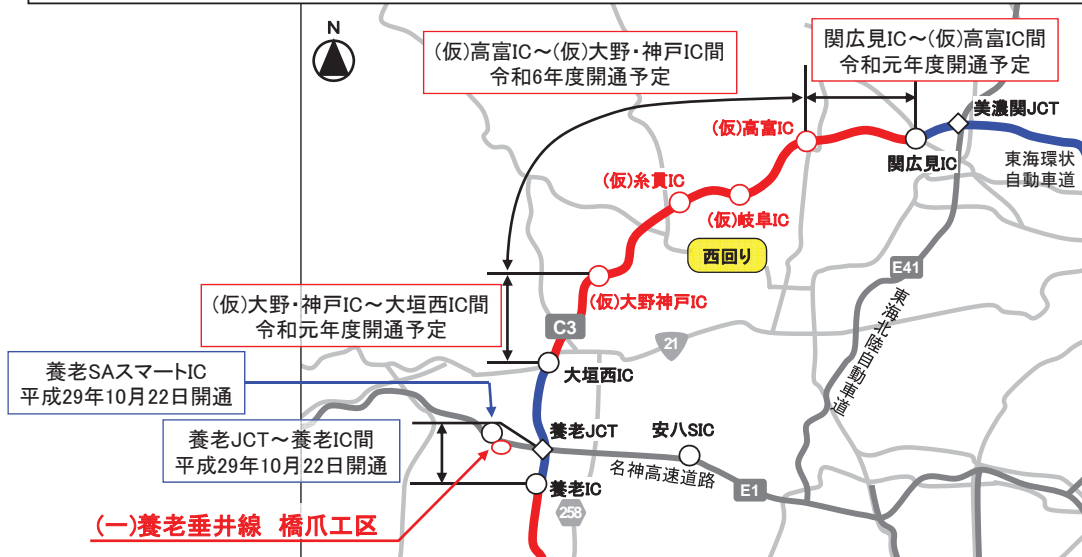 N
(仮)高富IC～(仮)大野・神戸IC間
令和6年度開通予定
関広見IC～(仮)高富IC間
令和元年度開通予定
美濃関JCT
(仮)高富IC
関広見IC
東海環状
自動車道
(仮)糸貫IC
(仮)岐阜IC
西回り
E41
(仮)大野神戸IC
東海北陸自動車道
(仮)大野・神戸IC～大垣西IC間
令和元年度開通予定
C3
21
大垣西IC
養老SAスマートIC
平成29年10月22日開通
養老JCT～養老IC間
平成29年10月22日開通
養老JCT
安八SIC
名神高速道路
E1
養老IC
258
(一)養老垂井線 橋爪工区